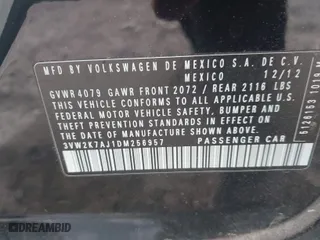 MFD BY VOLKSWAGEN DE MEXICO S.A. DE C.V.
MEXICO 12/12
GVWR 4079 GAWR FRONT 2072 / REAR 2116 LBS
THIS VEHICLE CONFORMS TO ALL APPLICABLE
FEDERAL MOTOR VEHICLE SAFETY, BUMPER AND
THEFT PREVENTION STANDARDS IN EFFECT ON
THE DATE OF MANUFACTURE SHOWN ABOVE.
3VW2K7AJ1DM256957 PASSENGER CAR